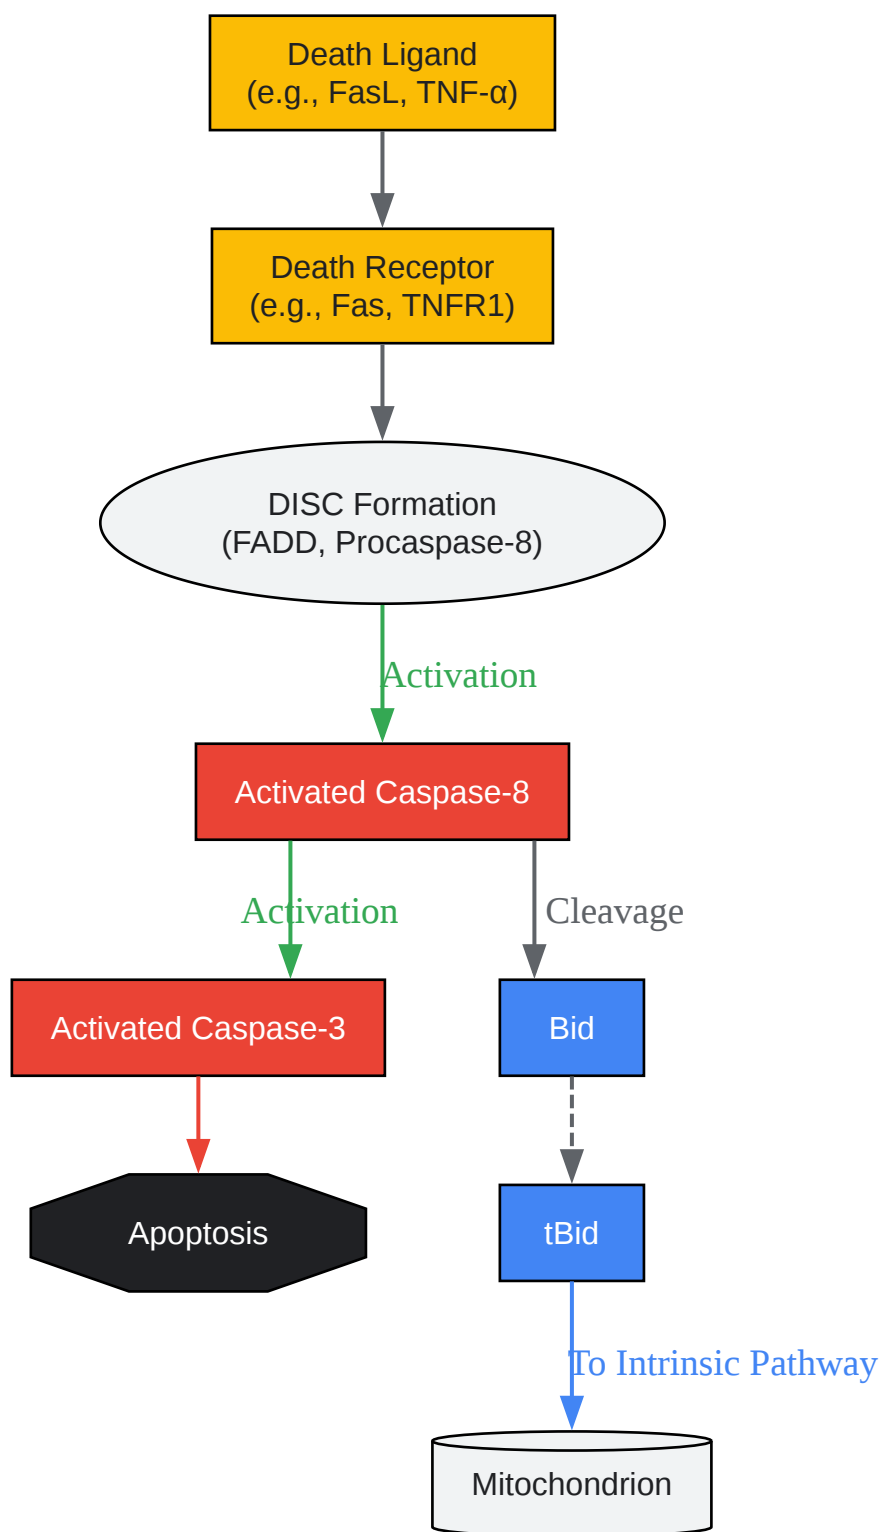 Death Ligand
(e.g., FasL, TNF-α)
Death Receptor
(e.g., Fas, TNFR1)
DISC Formation
(FADD, Procaspase-8)
Activation
Activated Caspase-8
Activation
Cleavage
Activated Caspase-3
Bid
Apoptosis
tBid
To Intrinsic Pathway
Mitochondrion